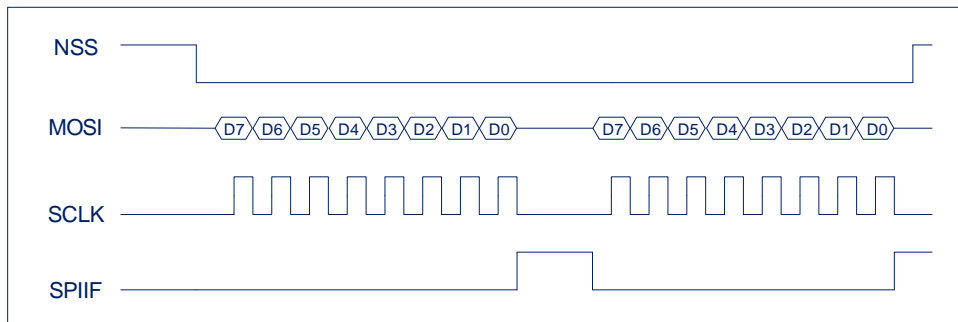 NSS
MOSI D7 D6 D5 D4 D3 D2 D1 D0 D7 D6 D5 D4 D3 D2 D1 D0
SCLK
SPIIF